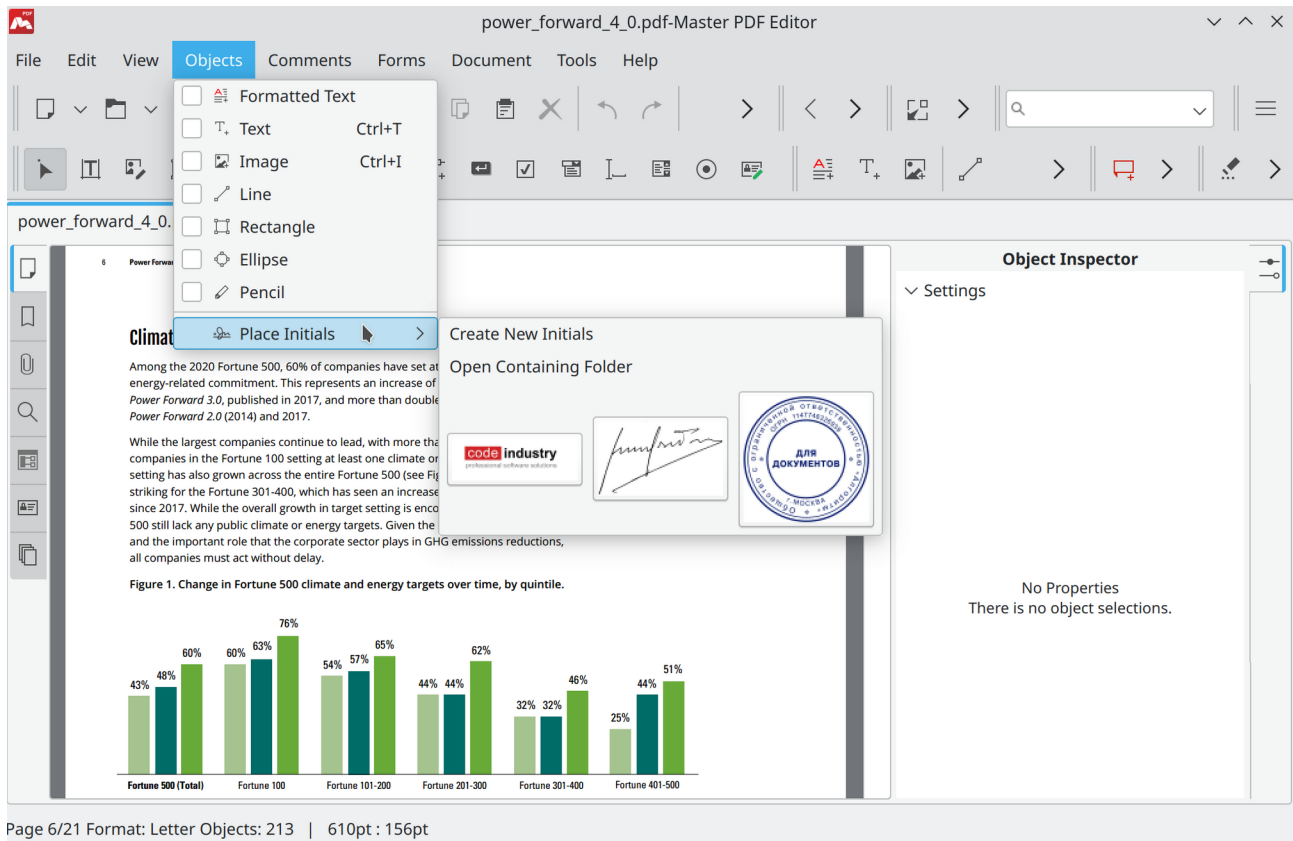 power_forward_4_0.pdf-Master PDF Editor
File Edit View Objects Comments Forms Document Tools Help
Formatted Text
Text Ctrl+T
Image Ctrl+I
Line
Rectangle
Ellipse
Pencil
Place Initials
Create New Initials
Open Containing Folder
code industry
professional software solutions
ДЛЯ
ДОКУМЕНТОВ
Г.МОСКВА
power_forward_4_0.
Object Inspector
Settings
No Properties
There is no object selections.
6 Power Forwa
Climat
Among the 2020 Fortune 500, 60% of companies have set at
energy-related commitment. This represents an increase of
Power Forward 3.0, published in 2017, and more than double
Power Forward 2.0 (2014) and 2017.
While the largest companies continue to lead, with more tha
companies in the Fortune 100 setting at least one climate or
setting has also grown across the entire Fortune 500 (see Fig
striking for the Fortune 301-400, which has seen an increase
since 2017. While the overall growth in target setting is enco
500 still lack any public climate or energy targets. Given the
and the important role that the corporate sector plays in GHG emissions reductions,
all companies must act without delay.
Figure 1. Change in Fortune 500 climate and energy targets over time, by quintile.
43% 48% 60%
60% 63% 76%
54% 57% 65%
44% 44% 62%
32% 32% 46%
25% 44% 51%
Fortune 500 (Total) Fortune 100 Fortune 101-200 Fortune 201-300 Fortune 301-400 Fortune 401-500
Page 6/21 Format: Letter Objects: 213 | 610pt : 156pt